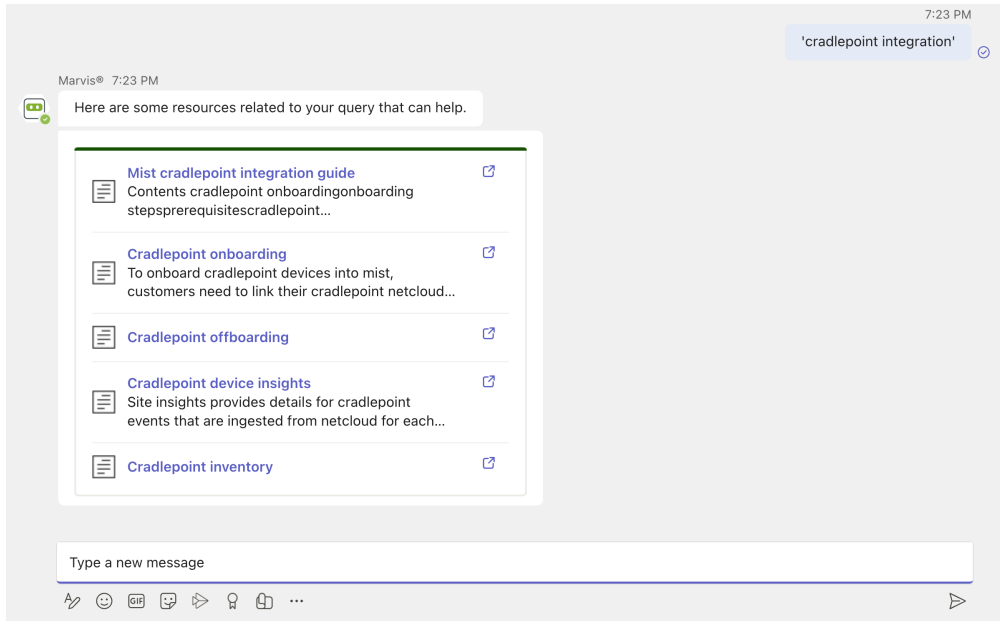 7:23 PM
'cradlepoint integration'
Marvis® 7:23 PM
Here are some resources related to your query that can help.
Mist cradlepoint integration guide
Contents cradlepoint onboardingonboarding
stepsprerequisitescradlepoint...
Cradlepoint onboarding
To onboard cradlepoint devices into mist,
customers need to link their cradlepoint netcloud...
Cradlepoint offboarding
Cradlepoint device insights
Site insights provides details for cradlepoint
events that are ingested from netcloud for each...
Cradlepoint inventory
Type a new message
GIF